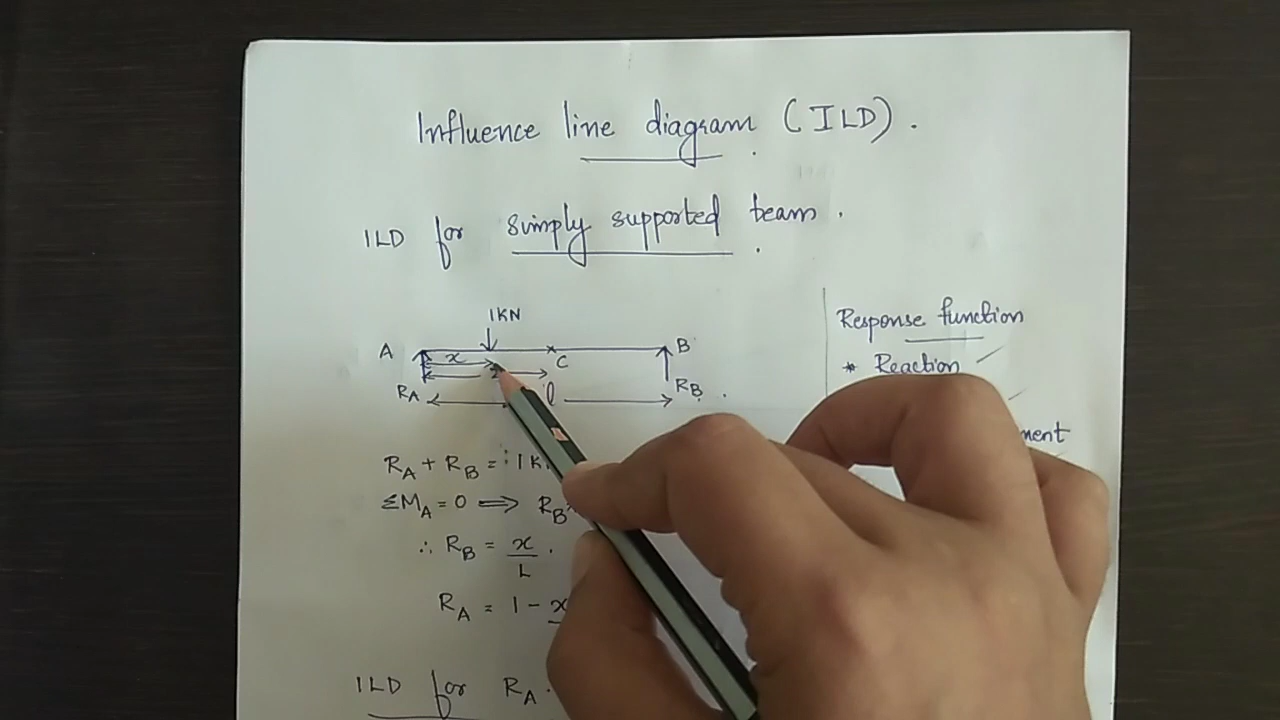 Influence line diagram (ILD).
ILD for simply supported beam.
1KN
A x C B
RA l RB.
Response function
* Reaction
ment
RA + RB = 1K
ΣMA = 0 ⟹ RB
∴ RB = x/L.
RA = 1 - x
ILD for RA.